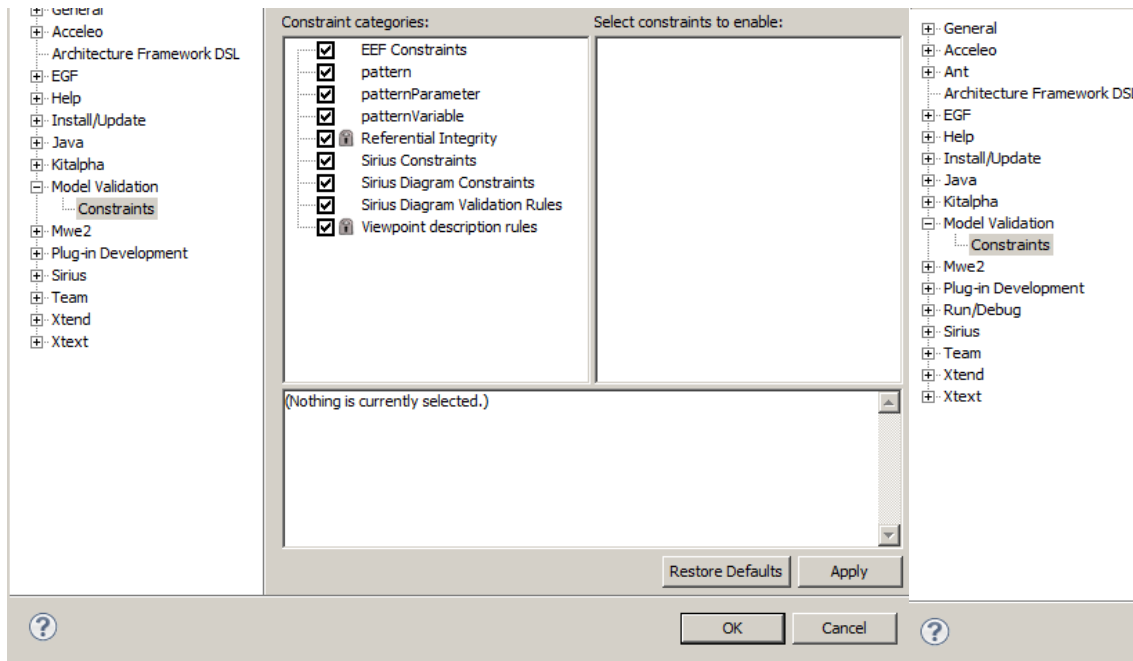 General
Acceleo
Architecture Framework DSL
EGF
Help
Install/Update
Java
Kitalpha
Model Validation
Constraints
Mwe2
Plug-in Development
Sirius
Team
Xtend
Xtext
Constraint categories:
EEF Constraints
pattern
patternParameter
patternVariable
Referential Integrity
Sirius Constraints
Sirius Diagram Constraints
Sirius Diagram Validation Rules
Viewpoint description rules
Select constraints to enable:
(Nothing is currently selected.)
Restore Defaults
Apply
OK
Cancel
General
Acceleo
Ant
Architecture Framework DSL
EGF
Help
Install/Update
Java
Kitalpha
Model Validation
Constraints
Mwe2
Plug-in Development
Run/Debug
Sirius
Team
Xtend
Xtext